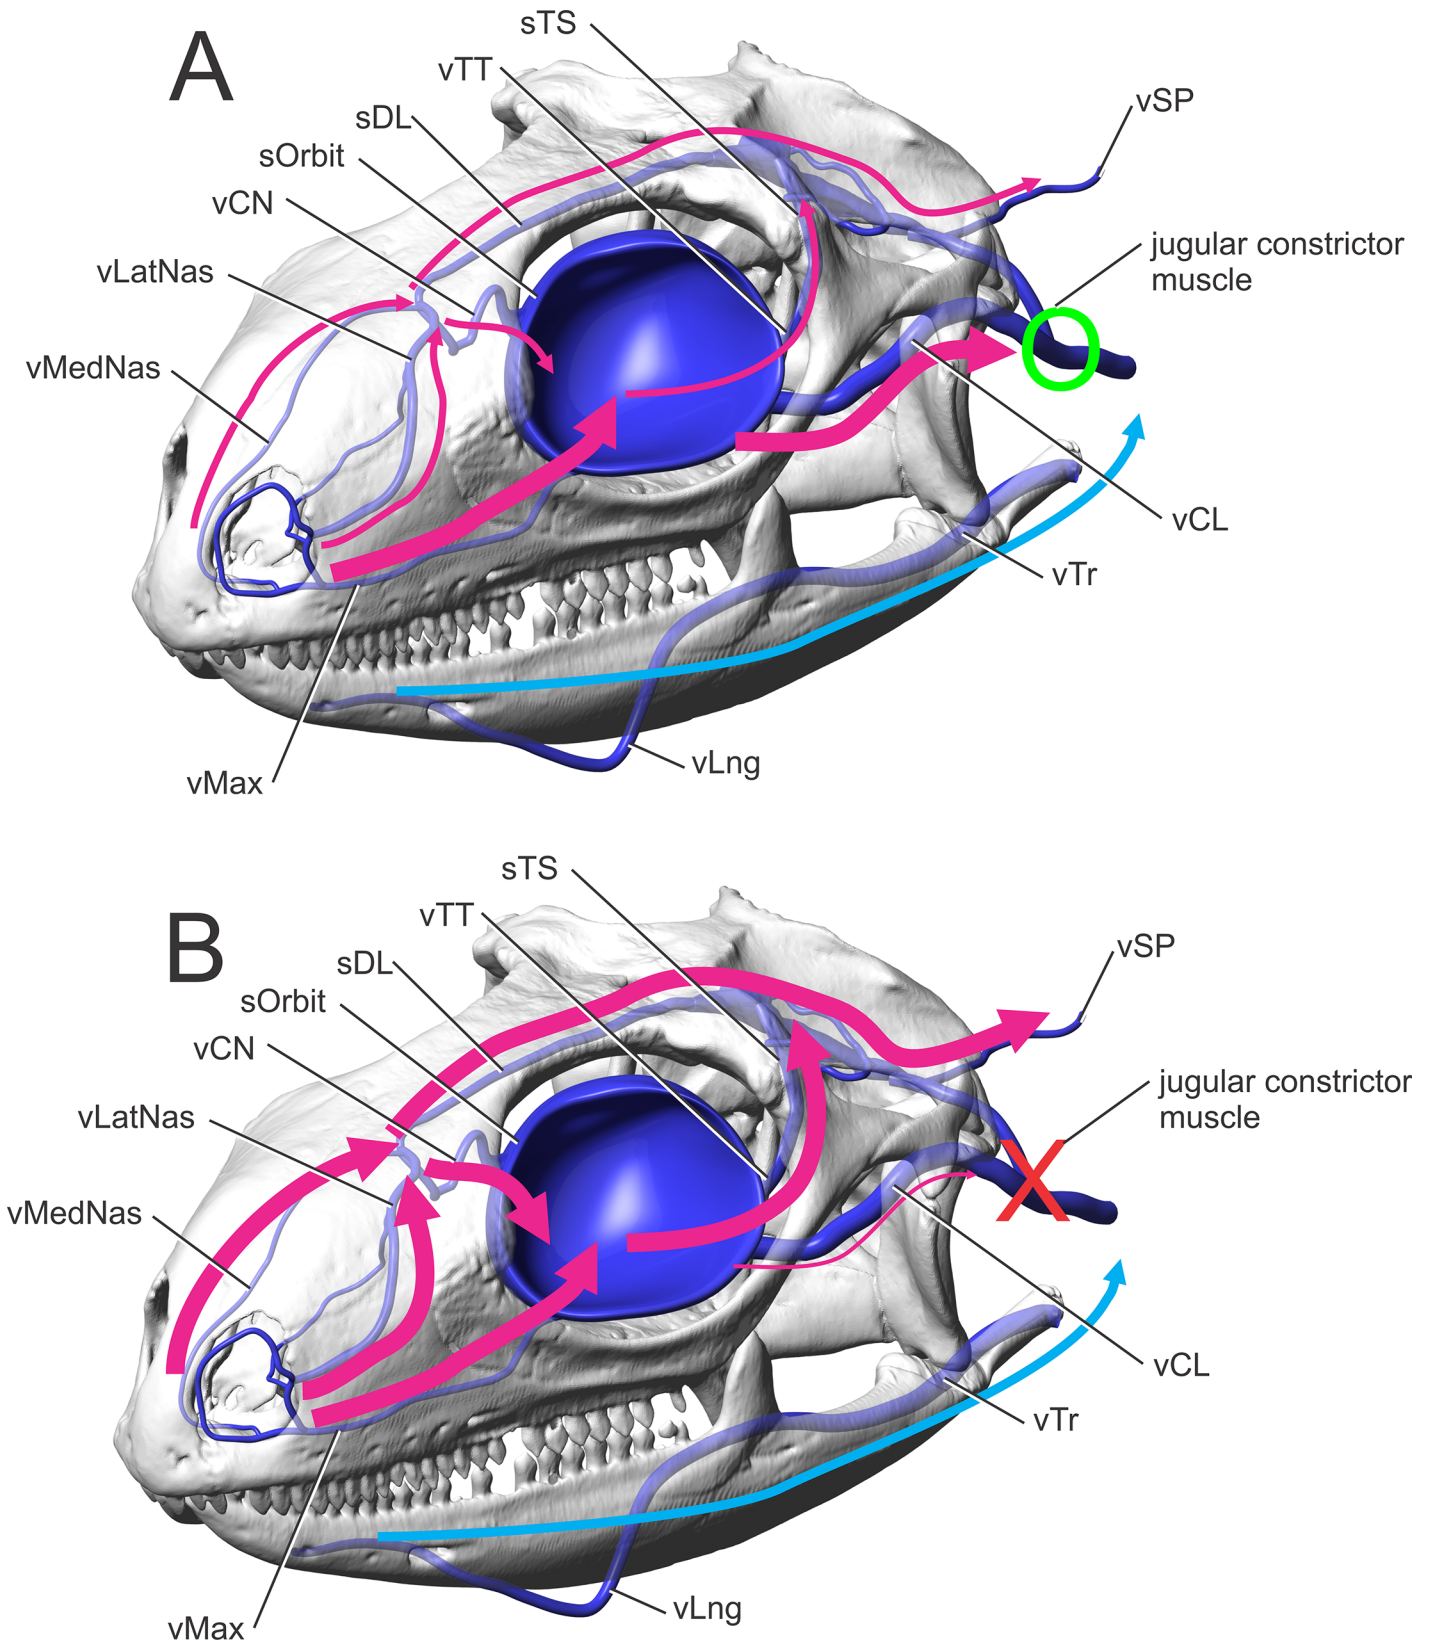 A
sTS
vTT
sDL
sOrbit
vCN
vLatNas
vMedNas
vSP
jugular constrictor
muscle
vCL
vTr
vLng
vMax
B
sTS
vTT
sDL
sOrbit
vCN
vLatNas
vMedNas
vSP
jugular constrictor
muscle
X
vCL
vTr
vLng
vMax